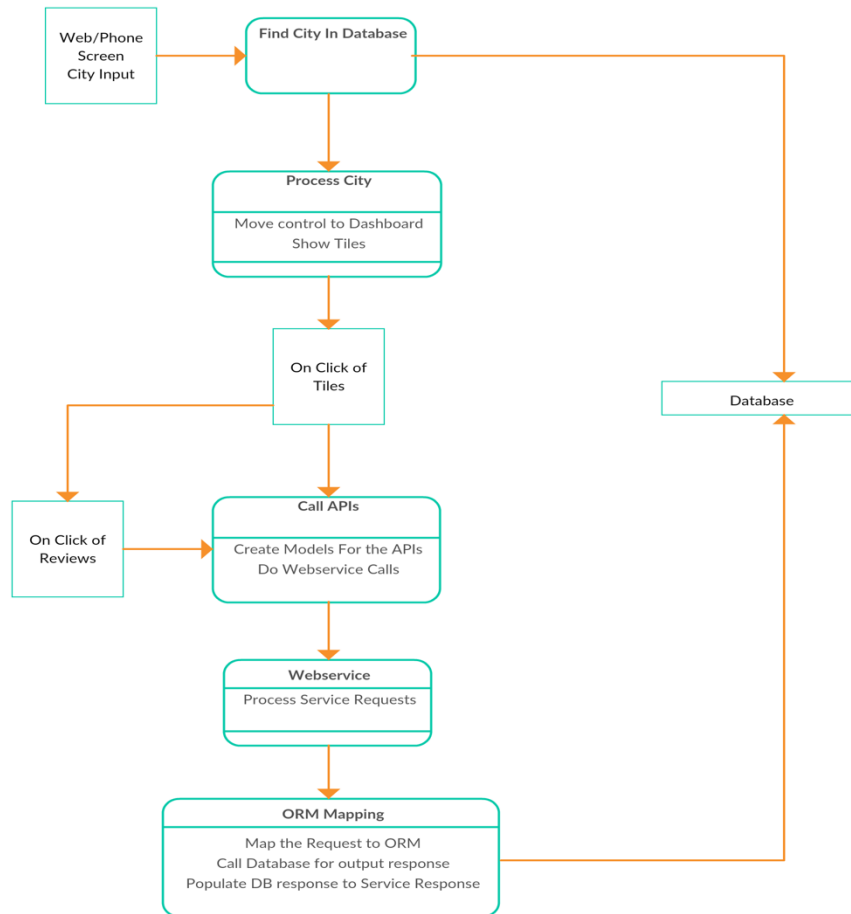 Web/Phone
Screen
City Input
Find City In Database
Process City
Move control to Dashboard
Show Tiles
On Click of
Tiles
Database
On Click of
Reviews
Call APIs
Create Models For the APIs
Do Webservice Calls
Webservice
Process Service Requests
ORM Mapping
Map the Request to ORM
Call Database for output response
Populate DB response to Service Response